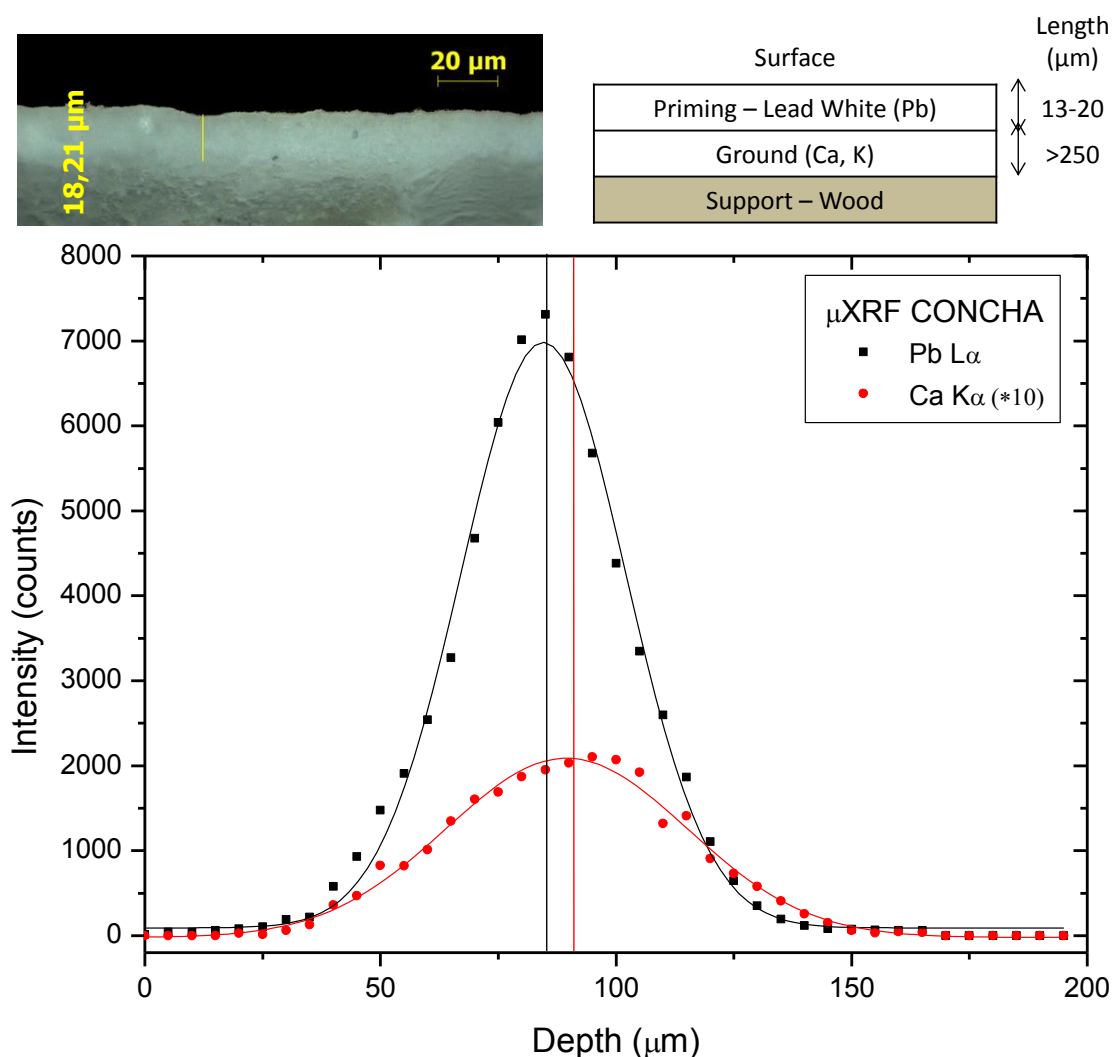 20 µm
18,21 µm
Surface
Length
(µm)
Priming – Lead White (Pb)
13-20
Ground (Ca, K)
>250
Support – Wood
8000
7000
6000
5000
4000
3000
2000
1000
0
Intensity (counts)
µXRF CONCHA
Pb Lα
Ca Kα (*10)
0
50
100
150
200
Depth (µm)